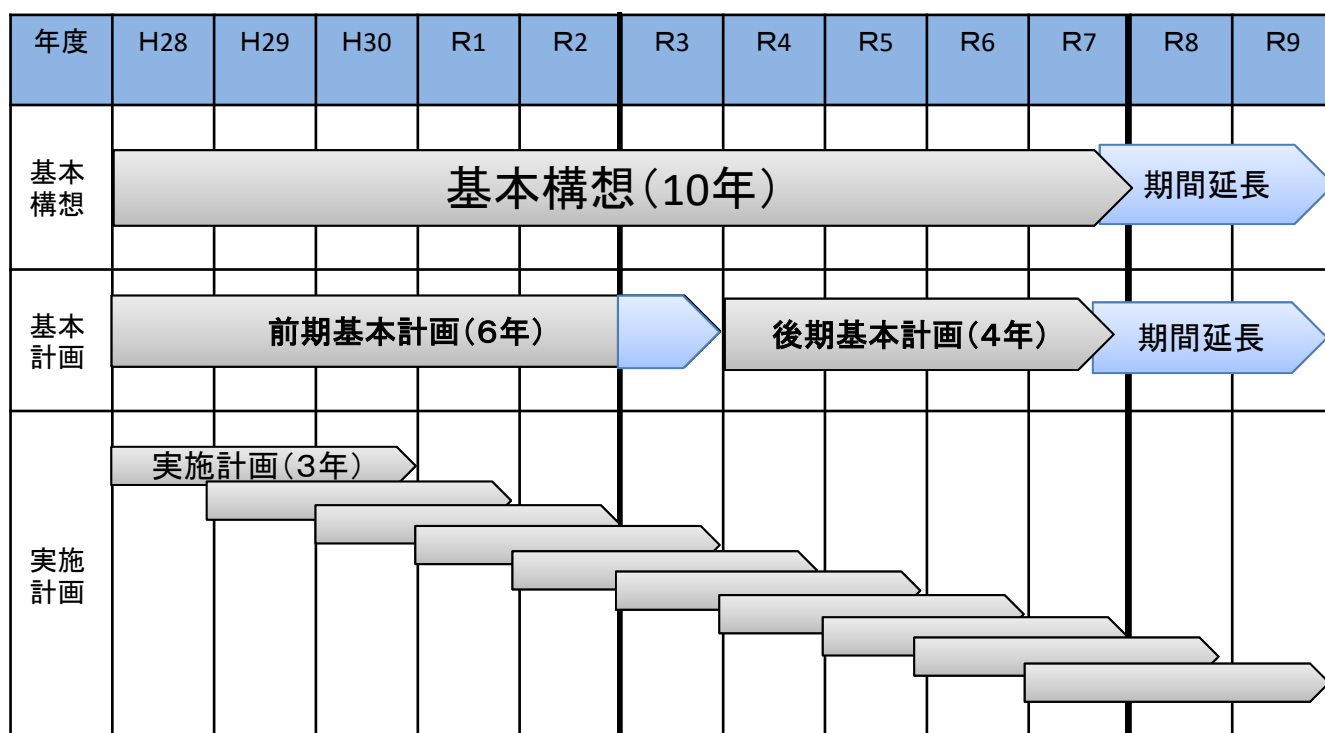 年度 H28 H29 H30 R1 R2 R3 R4 R5 R6 R7 R8 R9
基本
構想
基本構想（10年）
期間延長
基本
計画
前期基本計画（6年）
後期基本計画（4年）
期間延長
実施計画（3年）
実施
計画